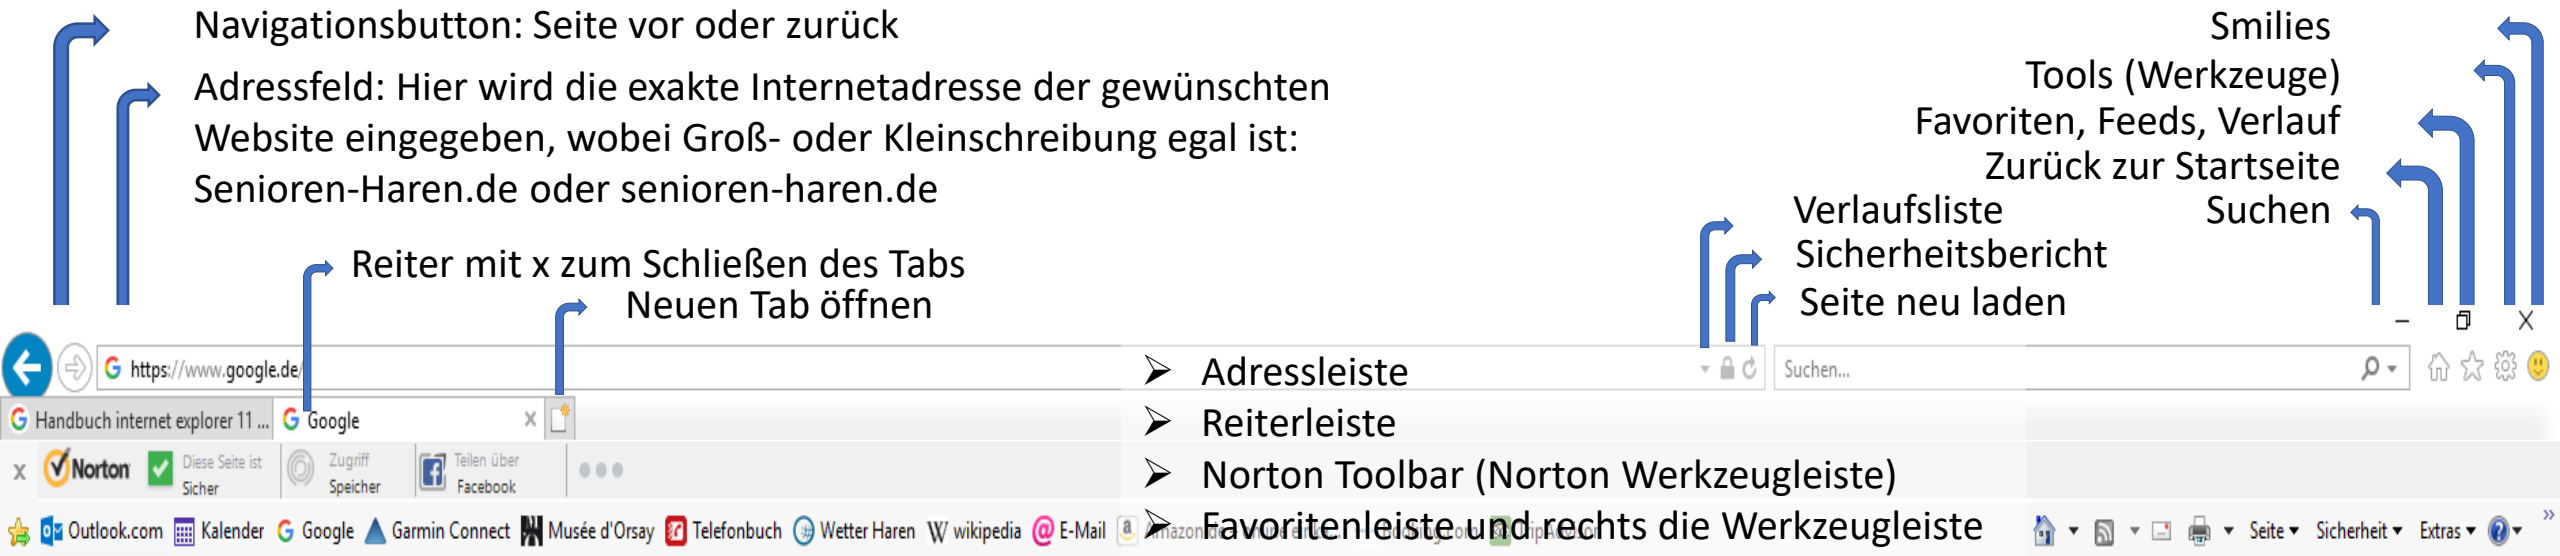 Navigationsbutton: Seite vor oder zurück
Smilies
Adressfeld: Hier wird die exakte Internetadresse der gewünschten
Website eingegeben, wobei Groß- oder Kleinschreibung egal ist:
Senioren-Haren.de oder senioren-haren.de
Tools (Werkzeuge)
Favoriten, Feeds, Verlauf
Zurück zur Startseite
Verlaufsliste
Suchen
Sicherheitsbericht
Seite neu laden
Reiter mit x zum Schließen des Tabs
Neuen Tab öffnen
https://www.google.de/
➢ Adressleiste
Suchen...
Handbuch internet explorer 11 ...
Google
➢ Reiterleiste
Norton
Diese Seite ist
Sicher
Zugriff
Speicher
Teilen über
Facebook
➢ Norton Toolbar (Norton Werkzeugleiste)
Outlook.com Kalender Google Garmin Connect Musée d'Orsay Telefonbuch Wetter Haren wikipedia E-Mail
➢ Favoritenleiste und rechts die Werkzeugleiste
Seite Sicherheit Extras